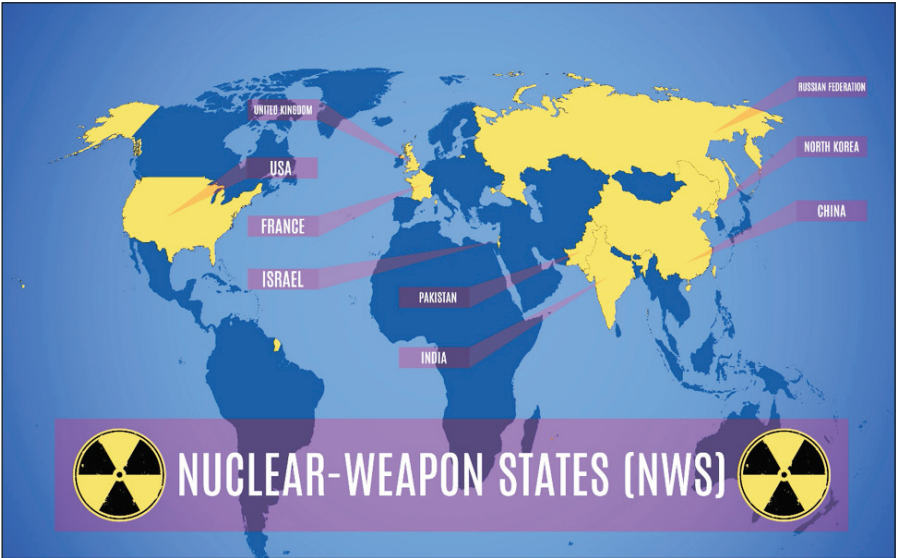 RUSSIAN FEDERATION
UNITED KINGDOM
NORTH KOREA
USA
CHINA
FRANCE
ISRAEL
PAKISTAN
INDIA
NUCLEAR-WEAPON STATES (NWS)